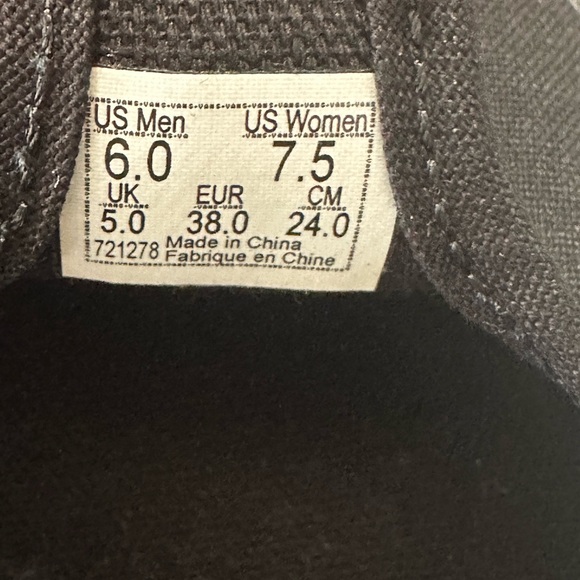 US Men US Women
6.0 7.5
UK EUR CM
5.0 38.0 24.0
721278 Made in China
Fabrique en Chine